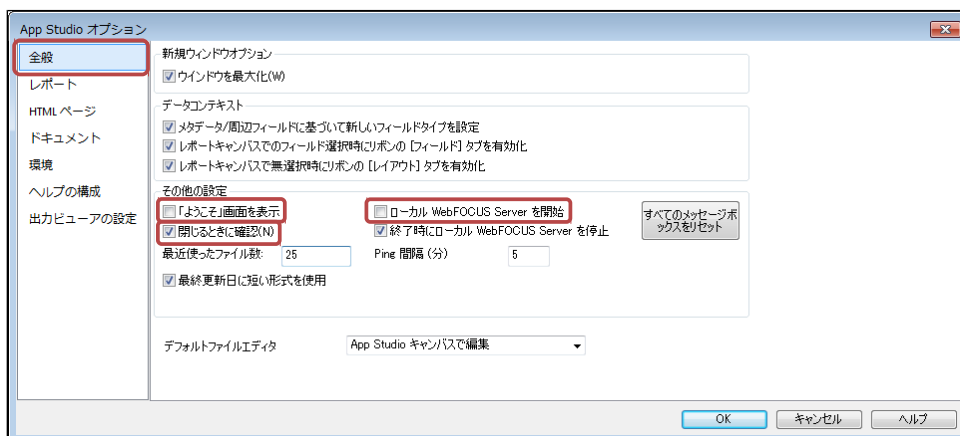 App Studio オプション
全般
レポート
HTML ページ
ドキュメント
環境
ヘルプの構成
出力ビューアの設定
新規ウィンドウオプション
ウインドウを最大化(W)
データコンテキスト
メタデータ/周辺フィールドに基づいて新しいフィールドタイプを設定
レポートキャンバスでのフィールド選択時にリボンの [フィールド] タブを有効化
レポートキャンバスで無選択時にリボンの [レイアウト] タブを有効化
その他の設定
「ようこそ」画面を表示
ローカル WebFOCUS Server を開始
閉じるときに確認(N)
終了時にローカル WebFOCUS Server を停止
すべてのメッセージボ
ックスをリセット
最近使ったファイル数: 25
Ping 間隔 (分) 5
最終更新日に短い形式を使用
デフォルトファイルエディタ
App Studio キャンバスで編集
OK
キャンセル
ヘルプ